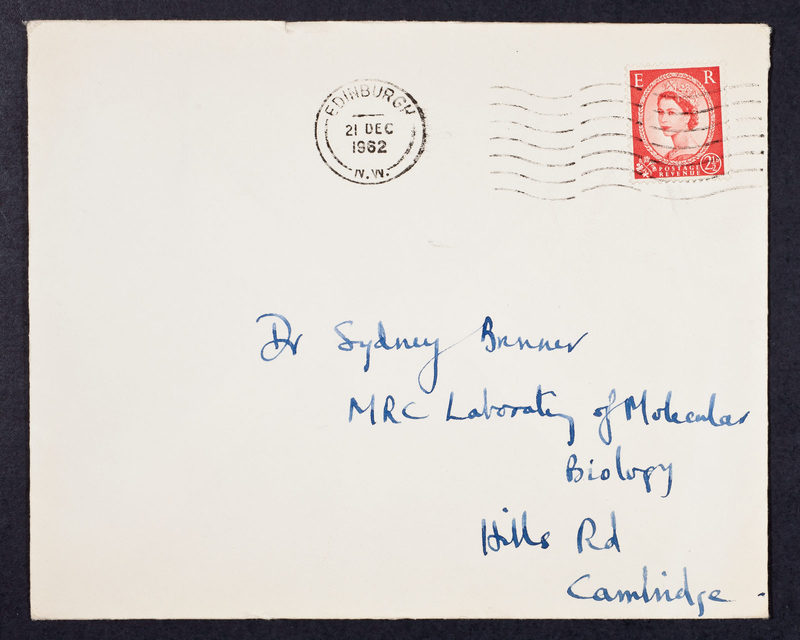 EDINBURGH
21 DEC
1962
N.W.
E R
POSTAGE
REVENUE
2½
Dr Sydney Brenner
MRC Laboratory of Molecular
Biology
Hills Rd
Cambridge.